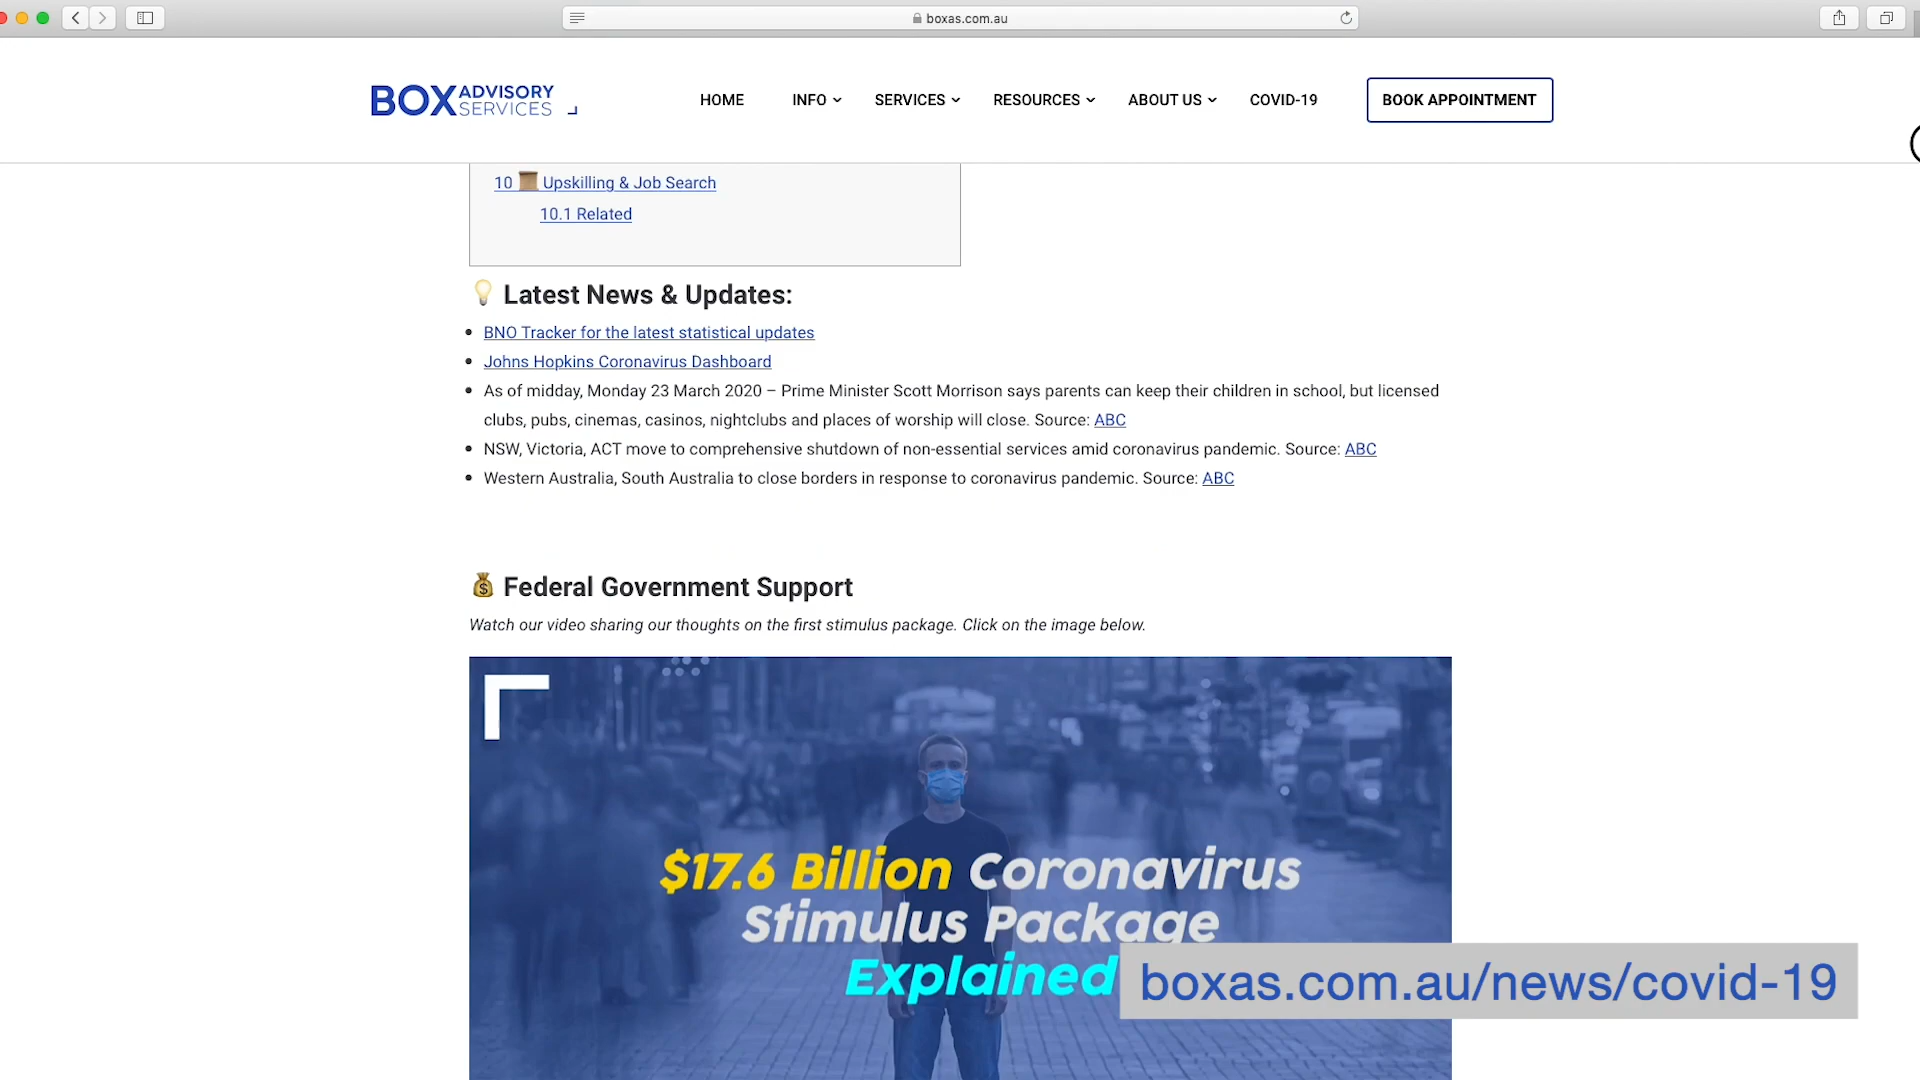 boxas.com.au
BOX ADVISORY SERVICES
HOME INFO SERVICES RESOURCES ABOUT US COVID-19 BOOK APPOINTMENT
10 Upskilling & Job Search
10.1 Related
Latest News & Updates:
BNO Tracker for the latest statistical updates
Johns Hopkins Coronavirus Dashboard
As of midday, Monday 23 March 2020 – Prime Minister Scott Morrison says parents can keep their children in school, but licensed
clubs, pubs, cinemas, casinos, nightclubs and places of worship will close. Source: ABC
NSW, Victoria, ACT move to comprehensive shutdown of non-essential services amid coronavirus pandemic. Source: ABC
Western Australia, South Australia to close borders in response to coronavirus pandemic. Source: ABC
Federal Government Support
Watch our video sharing our thoughts on the first stimulus package. Click on the image below.
$17.6 Billion Coronavirus
Stimulus Package
Explained
boxas.com.au/news/covid-19